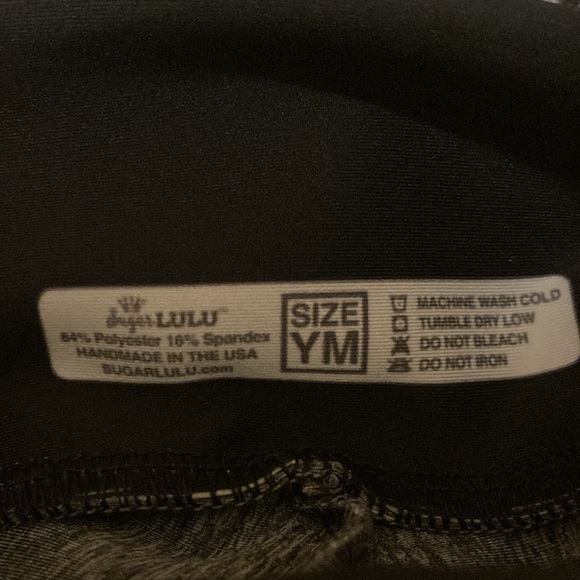 Sugar LULU™
84% Polyester 16% Spandex
HANDMADE IN THE USA
SUGARLULU.com
SIZE
YM
MACHINE WASH COLD
TUMBLE DRY LOW
DO NOT BLEACH
DO NOT IRON